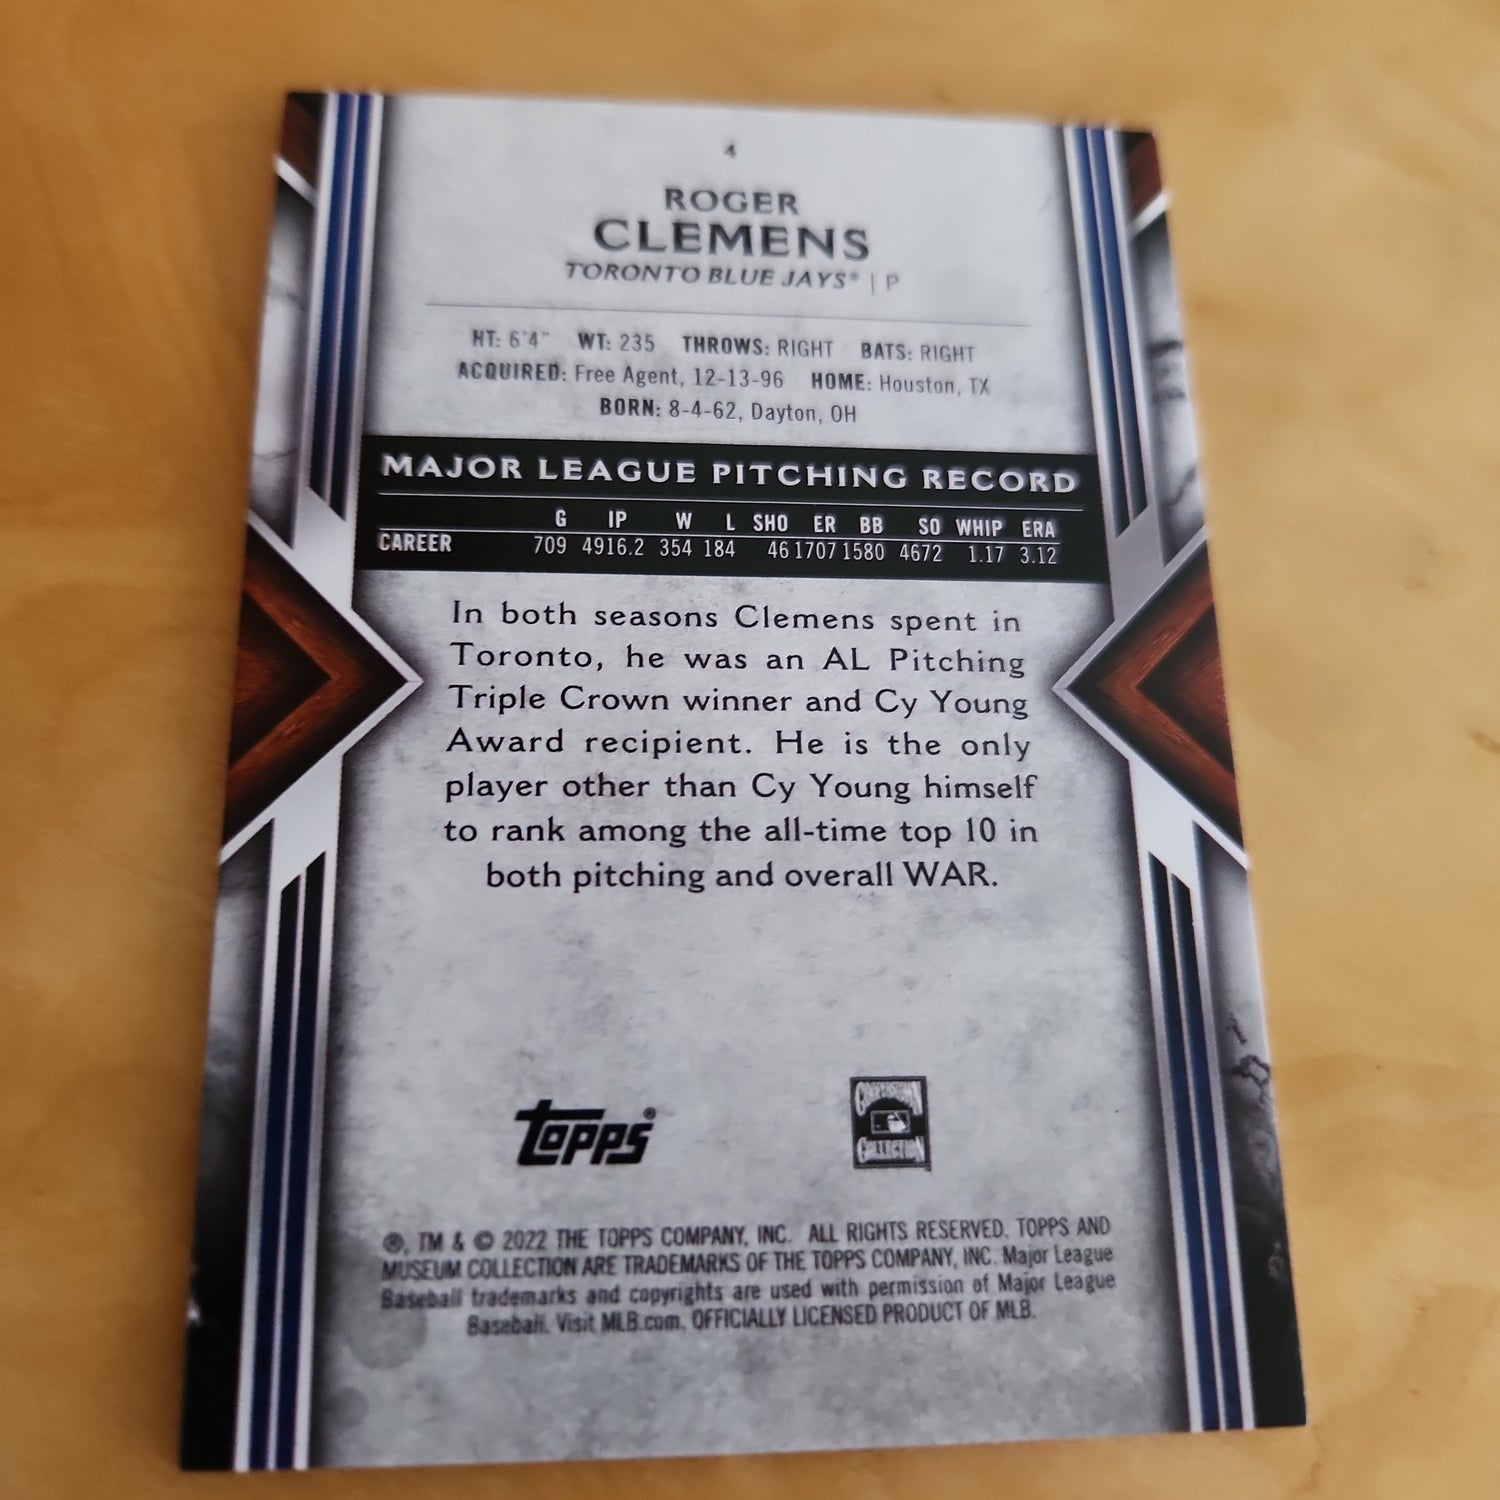 4
ROGER
CLEMENS
TORONTO BLUE JAYS® | P
HT: 6'4" WT: 235 THROWS: RIGHT BATS: RIGHT
ACQUIRED: Free Agent, 12-13-96 HOME: Houston, TX
BORN: 8-4-62, Dayton, OH
MAJOR LEAGUE PITCHING RECORD
G IP W L SHO ER BB SO WHIP ERA
CAREER 709 4916.2 354 184 46 1707 1580 4672 1.17 3.12
In both seasons Clemens spent in
Toronto, he was an AL Pitching
Triple Crown winner and Cy Young
Award recipient. He is the only
player other than Cy Young himself
to rank among the all-time top 10 in
both pitching and overall WAR.
topps®
COOPERSTOWN
COLLECTION
®, TM & © 2022 THE TOPPS COMPANY, INC. ALL RIGHTS RESERVED. TOPPS AND
MUSEUM COLLECTION ARE TRADEMARKS OF THE TOPPS COMPANY, INC. Major League
Baseball trademarks and copyrights are used with permission of Major League
Baseball. Visit MLB.com. OFFICIALLY LICENSED PRODUCT OF MLB.